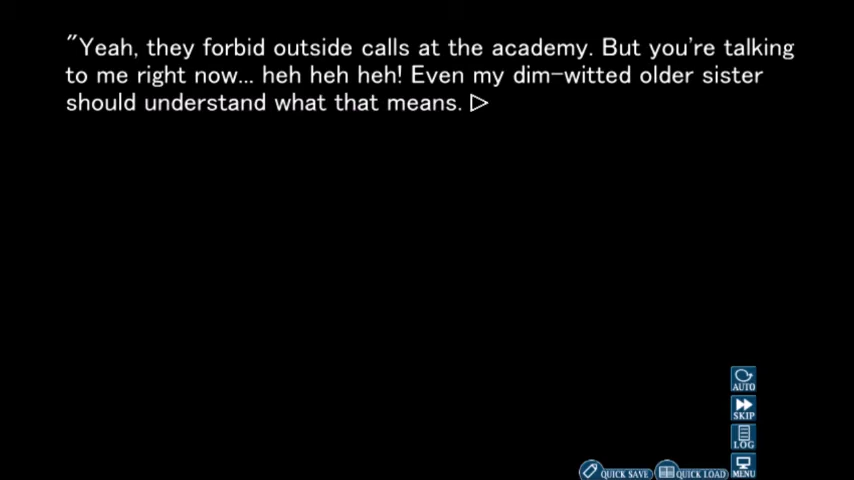 "Yeah, they forbid outside calls at the academy. But you're talking
to me right now... heh heh heh! Even my dim-witted older sister
should understand what that means.
AUTO
SKIP
LOG
MENU
QUICK SAVE
QUICK LOAD